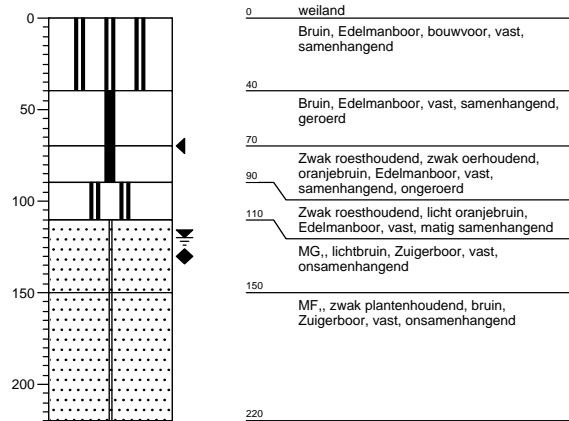 0
50
100
150
200
0
weiland
Bruin, Edelmanboor, bouwvoor, vast,
samenhangend
40
Bruin, Edelmanboor, vast, samenhangend,
geroerd
70
Zwak roesthoudend, zwak oerhoudend,
oranjebruin, Edelmanboor, vast,
samenhangend, ongeroerd
90
Zwak roesthoudend, licht oranjebruin,
Edelmanboor, vast, matig samenhangend
110
MG,, lichtbruin, Zuigerboor, vast,
onsamenhangend
150
MF,, zwak plantenhoudend, bruin,
Zuigerboor, vast, onsamenhangend
220